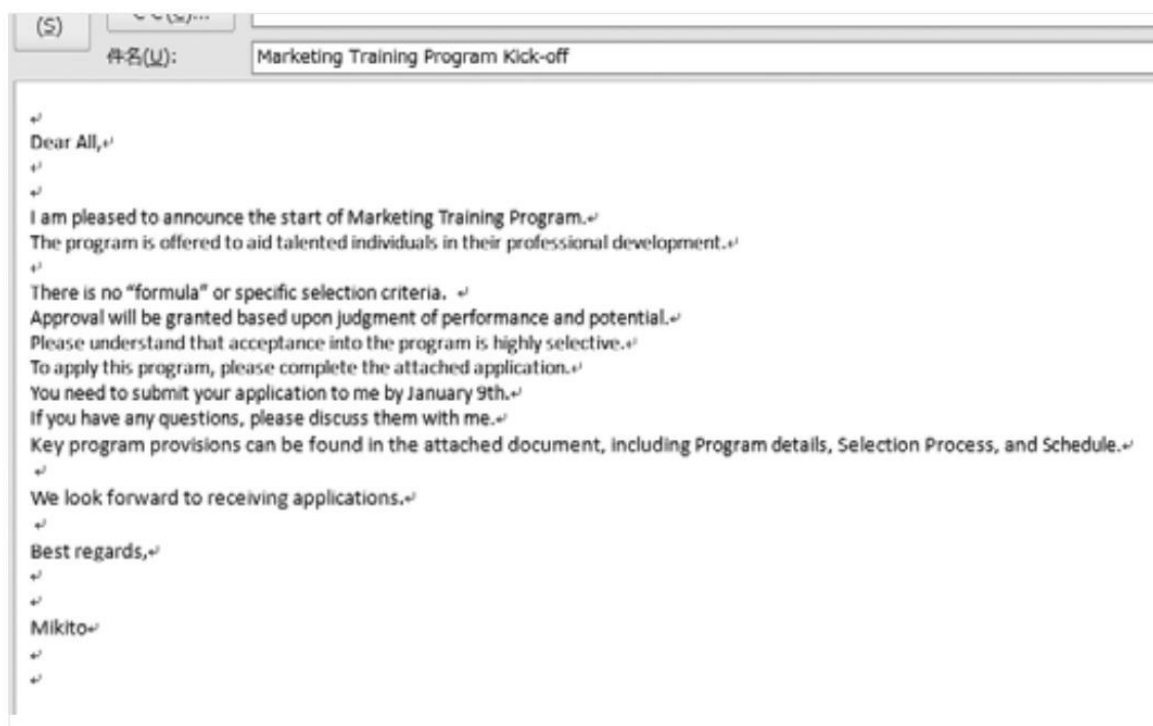 (S)
件名(U):
Marketing Training Program Kick-off
Dear All,
I am pleased to announce the start of Marketing Training Program.
The program is offered to aid talented individuals in their professional development.
There is no “formula” or specific selection criteria.
Approval will be granted based upon judgment of performance and potential.
Please understand that acceptance into the program is highly selective.
To apply this program, please complete the attached application.
You need to submit your application to me by January 9th.
If you have any questions, please discuss them with me.
Key program provisions can be found in the attached document, including Program details, Selection Process, and Schedule.
We look forward to receiving applications.
Best regards,
Mikito